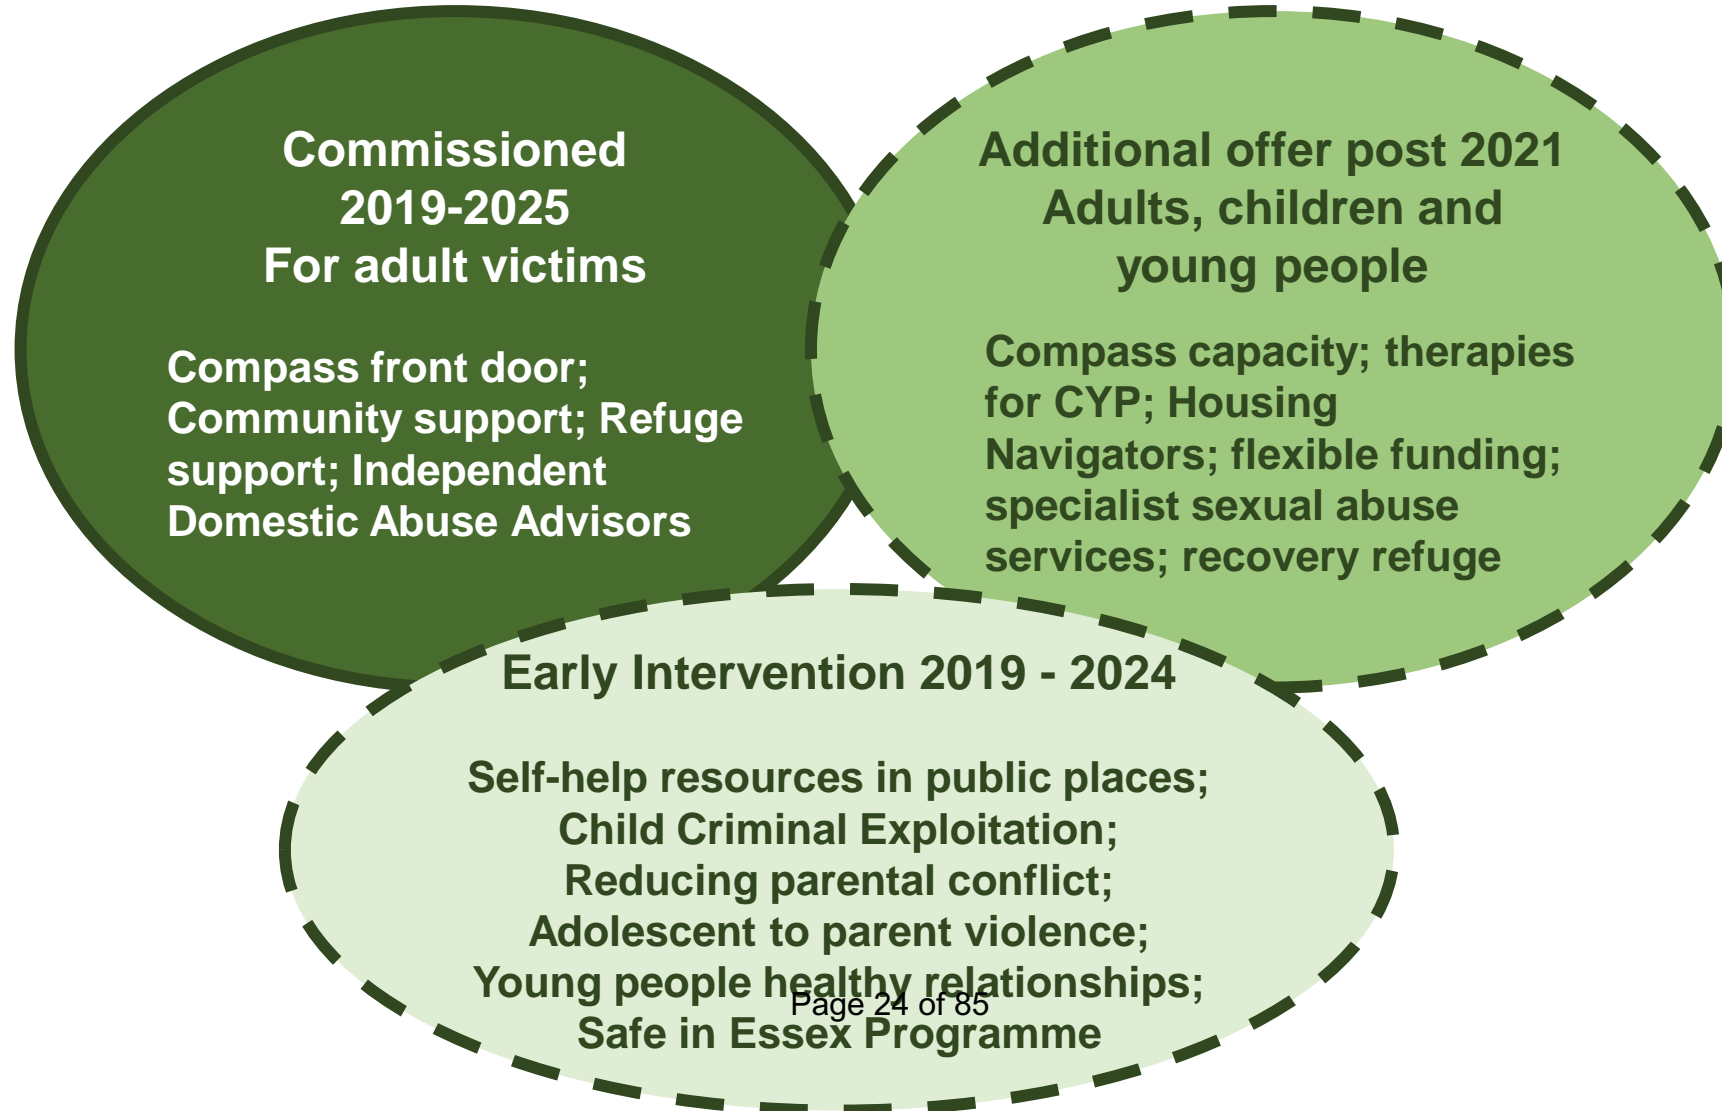 Commissioned
2019-2025
For adult victims
Compass front door;
Community support; Refuge
support; Independent
Domestic Abuse Advisors
Additional offer post 2021
Adults, children and
young people
Compass capacity; therapies
for CYP; Housing
Navigators; flexible funding;
specialist sexual abuse
services; recovery refuge
Early Intervention 2019 - 2024
Self-help resources in public places;
Child Criminal Exploitation;
Reducing parental conflict;
Adolescent to parent violence;
Young people healthy relationships;
Page 24 of 85
Safe in Essex Programme